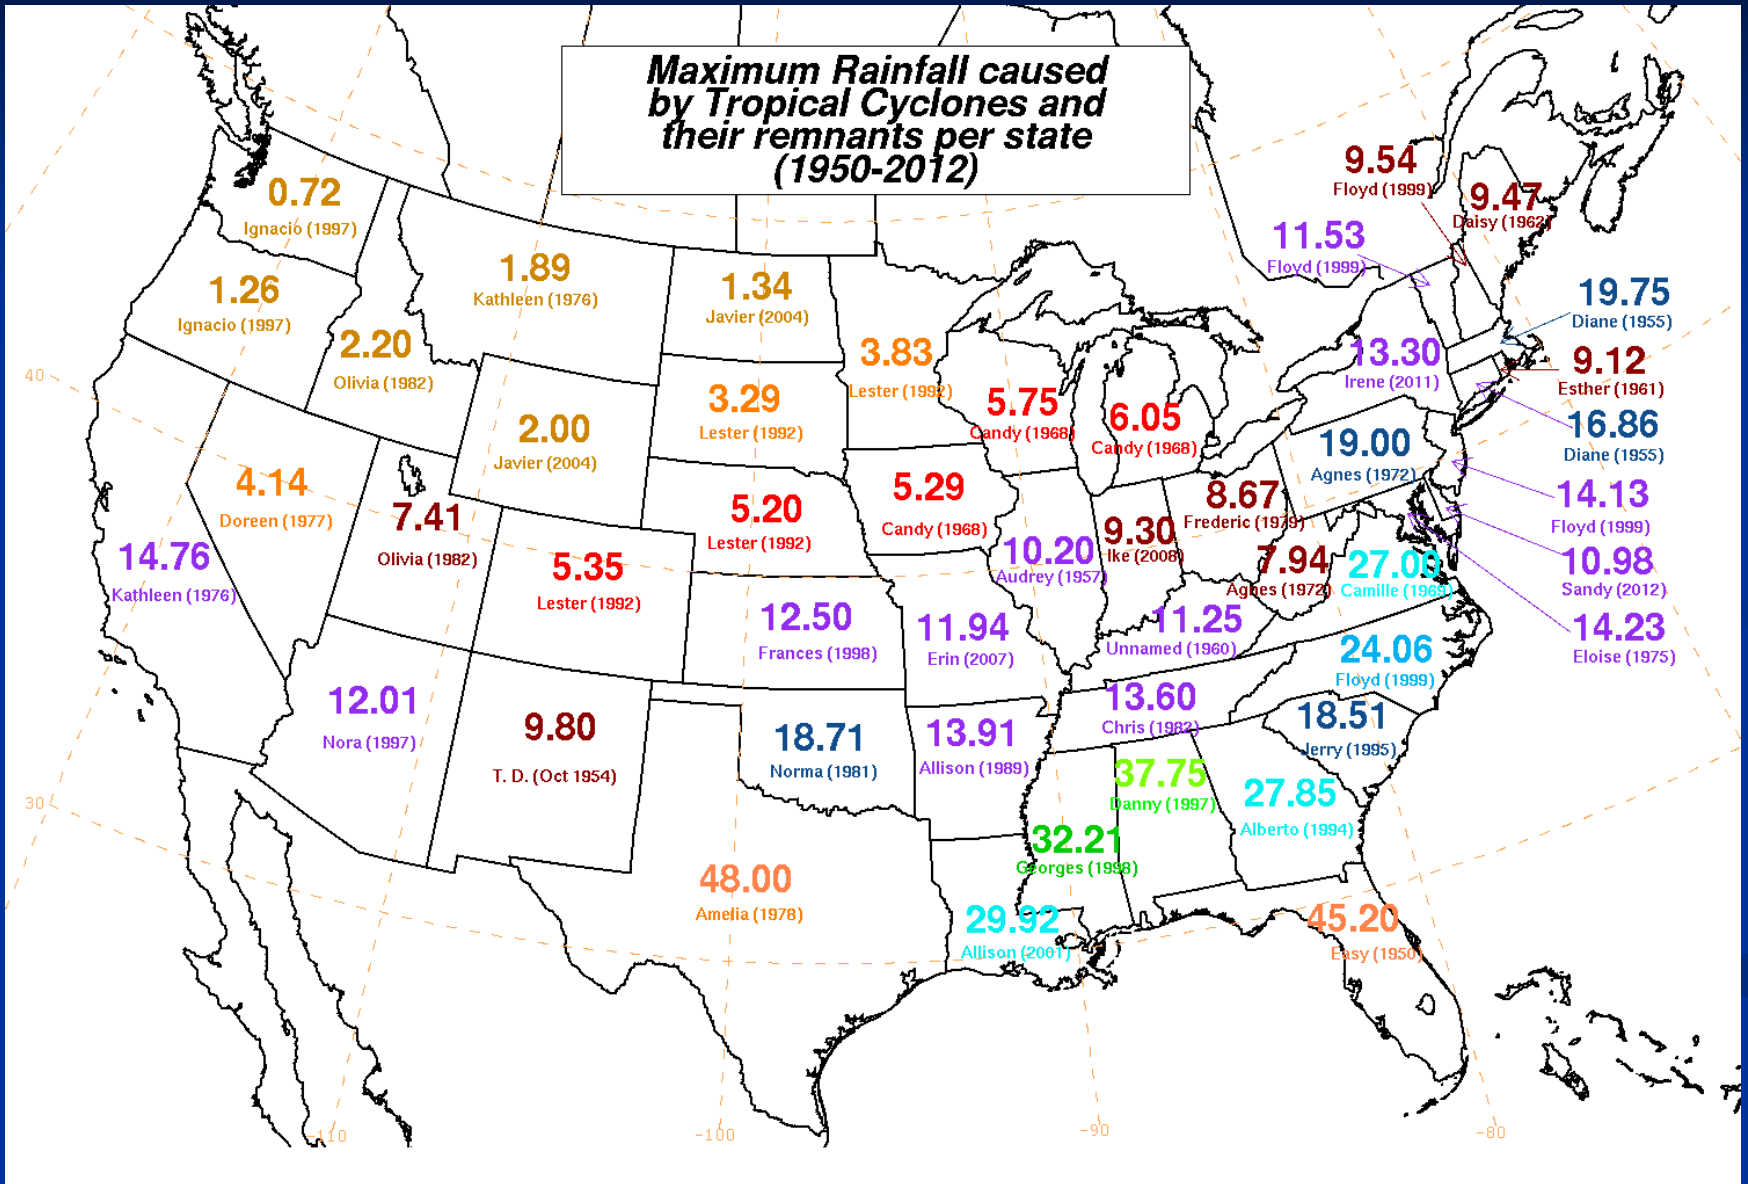 Maximum Rainfall caused
by Tropical Cyclones and
their remnants per state
(1950-2012)
0.72
Ignacio (1997)
1.26
Ignacio (1997)
2.20
Olivia (1982)
1.89
Kathleen (1976)
1.34
Javier (2004)
3.83
Lester (1992)
3.29
Lester (1992)
2.00
Javier (2004)
5.75
Candy (1968)
6.05
Candy (1968)
9.54
Floyd (1999)
9.47
Daisy (1962)
11.53
Floyd (1999)
19.75
Diane (1955)
13.30
Irene (2011)
9.12
Esther (1961)
16.86
Diane (1955)
19.00
Agnes (1972)
14.13
Floyd (1999)
10.98
Sandy (2012)
14.23
Eloise (1975)
40
4.14
Doreen (1977)
7.41
Olivia (1982)
14.76
Kathleen (1976)
5.35
Lester (1992)
5.20
Lester (1992)
5.29
Candy (1968)
10.20
Audrey (1957)
9.30
Ike (2008)
8.67
Frederic (1979)
7.94
Agnes (1972)
27.00
Camille (1969)
12.50
Frances (1998)
11.94
Erin (2007)
11.25
Unnamed (1960)
24.06
Floyd (1999)
12.01
Nora (1997)
9.80
T. D. (Oct 1954)
18.71
Norma (1981)
13.91
Allison (1989)
13.60
Chris (1982)
18.51
Jerry (1995)
37.75
Danny (1997)
27.85
Alberto (1994)
30
32.21
Georges (1998)
48.00
Amelia (1978)
29.92
Allison (2001)
45.20
Easy (1950)
-110
-100
-90
-80